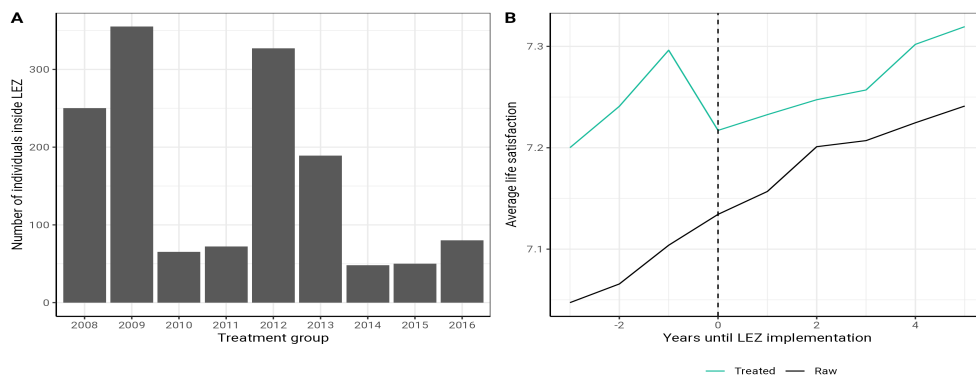 A
Number of individuals inside LEZ
300
200
100
0
2008 2009 2010 2011 2012 2013 2014 2015 2016
Treatment group
B
Average life satisfaction
7.3
7.2
7.1
-2 0 2 4
Years until LEZ implementation
Treated Raw